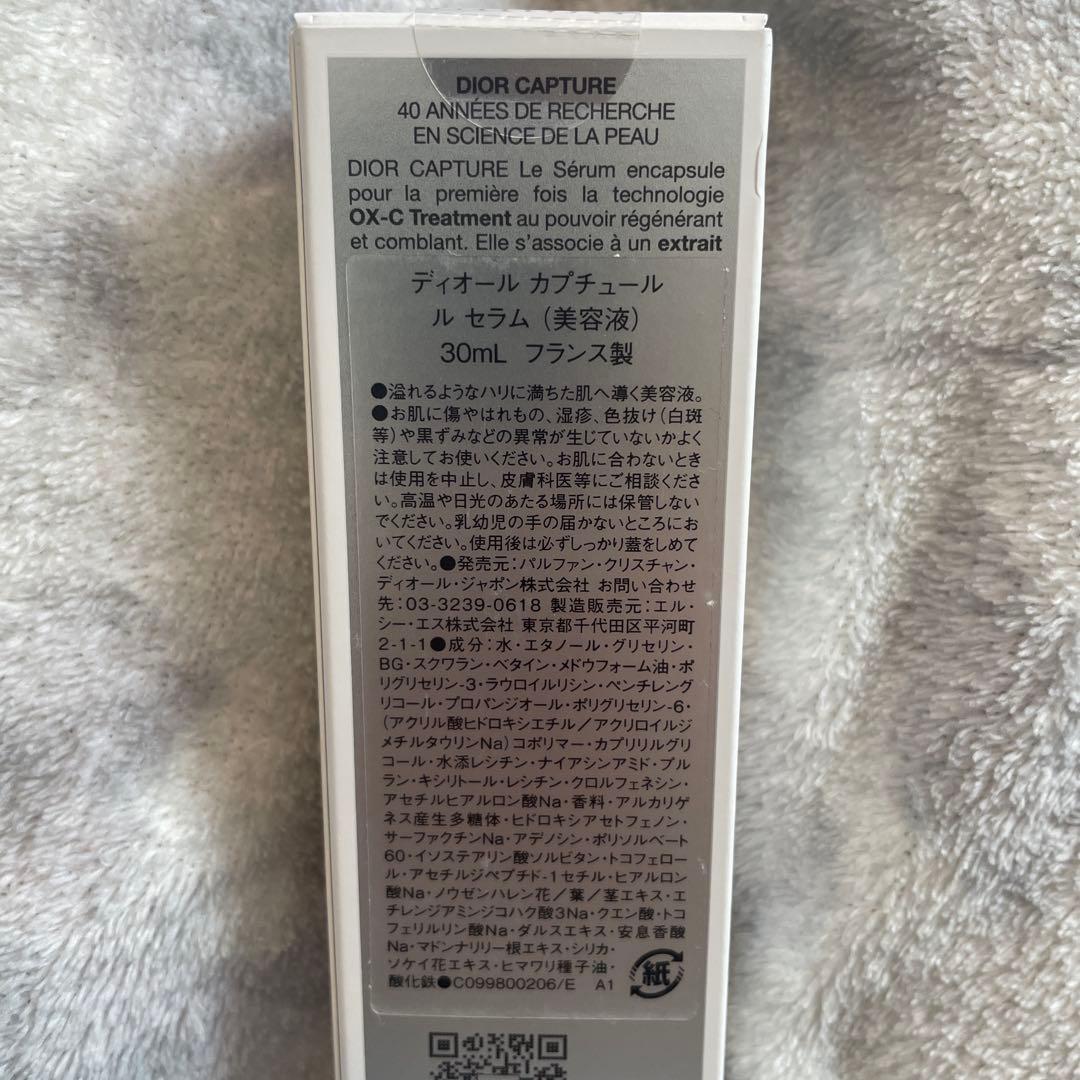 DIOR CAPTURE
40 ANNÉES DE RECHERCHE
EN SCIENCE DE LA PEAU
DIOR CAPTURE Le Sérum encapsule
pour la première fois la technologie
OX-C Treatment au pouvoir régénérant
et comblant. Elle s'associe à un extrait
ディオール カプチュール
ル セラム（美容液）
30mL フランス製
●溢れるようなハリに満ちた肌へ導く美容液。
●お肌に傷やはれもの、湿疹、色抜け（白斑
等）や黒ずみなどの異常が生じていないかよく
注意してお使いください。お肌に合わないとき
は使用を中止し、皮膚科医等にご相談くださ
い。高温や日光のあたる場所には保管しない
でください。乳幼児の手の届かないところにお
いてください。使用後は必ずしっかり蓋をしめて
ください。●発売元：パルファン・クリスチャン・
ディオール・ジャポン株式会社 お問い合わせ
先：03-3239-0618 製造販売元：エル・
シー・エス株式会社 東京都千代田区平河町
2-1-1●成分：水・エタノール・グリセリン・
BG・スクワラン・ベタイン・メドウフォーム油・ポ
リグリセリン-3・ラウロイルリシン・ペンチレング
リコール・プロパンジオール・ポリグリセリン-6・
（アクリル酸ヒドロキシエチル／アクリロイルジ
メチルタウリンNa）コポリマー・カプリリルグリ
コール・水添レシチン・ナイアシンアミド・プル
ラン・キシリトール・レシチン・クロルフェネシン・
アセチルヒアルロン酸Na・香料・アルカリゲ
ネス産生多糖体・ヒドロキシアセトフェノン・
サーファクチンNa・アデノシン・ポリソルベート
60・イソステアリン酸ソルビタン・トコフェロー
ル・アセチルジペプチド-1セチル・ヒアルロン
酸Na・ノウゼンハレン花／葉／茎エキス・エ
チレンジアミンジコハク酸3Na・クエン酸・トコ
フェリルリン酸Na・ダルスエキス・安息香酸
Na・マドンナリリー根エキス・シリカ・
ソケイ花エキス・ヒマワリ種子油・
酸化鉄●C099800206/E A1
紙